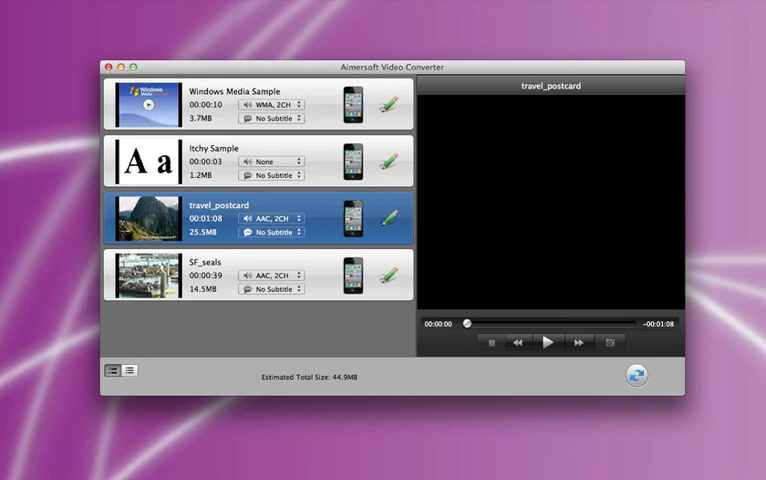 Aimersoft Video Converter
Windows Media Sample
00:00:10
WMA, 2CH
3.7MB
No Subtitle
Itchy Sample
00:00:03
None
1.2MB
No Subtitle
travel_postcard
00:01:08
AAC, 2CH
25.5MB
No Subtitle
SF_seals
00:00:39
AAC, 2CH
14.5MB
No Subtitle
Windows
A a
travel_postcard
00:00:00
-00:01:08
Estimated Total Size: 44.9MB